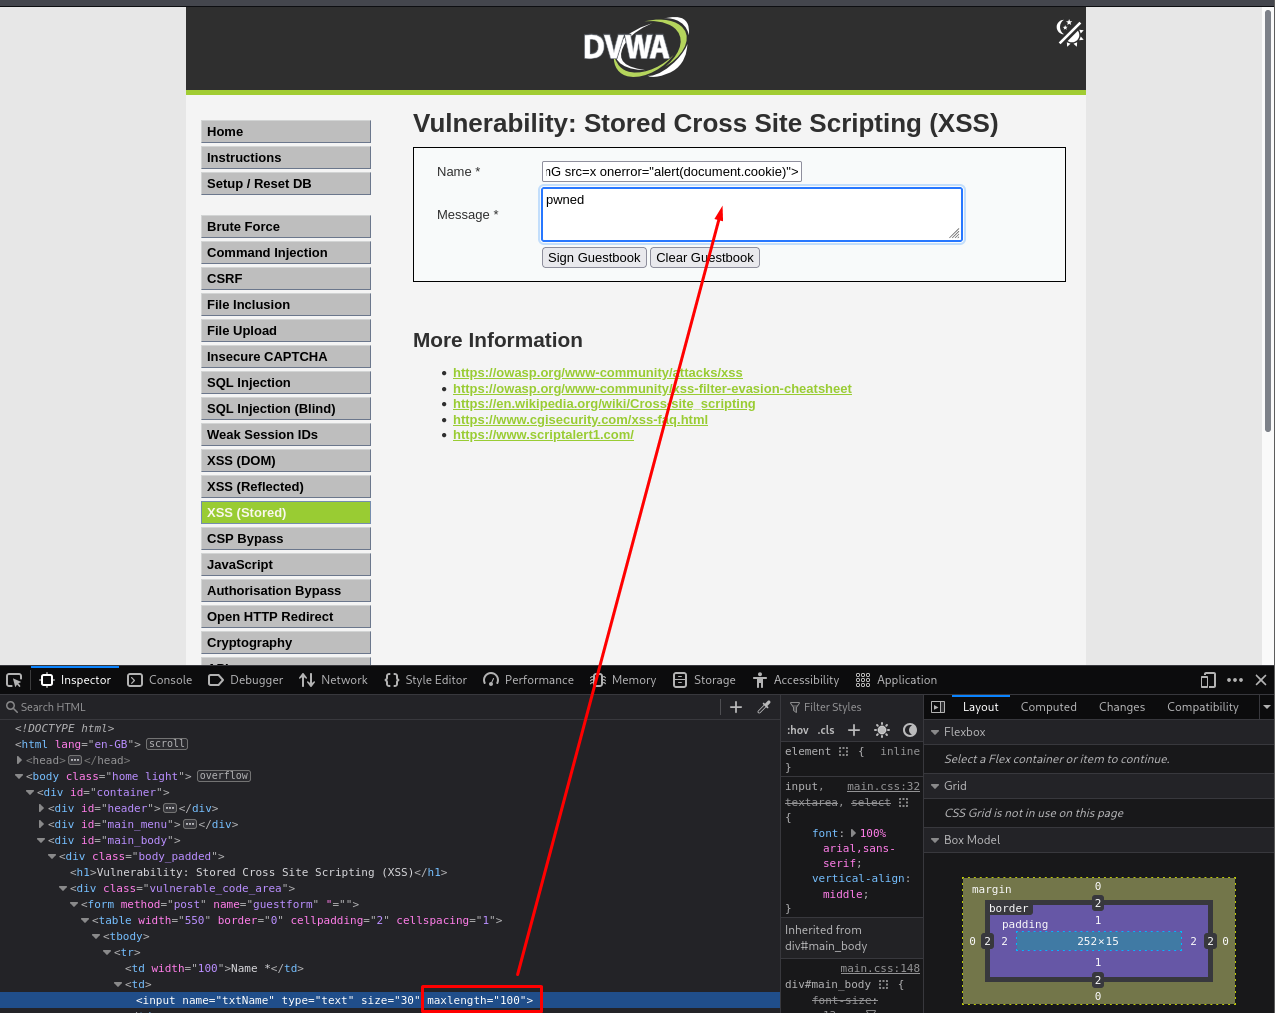 DVWA
Vulnerability: Stored Cross Site Scripting (XSS)
Home
Instructions
Setup / Reset DB
Brute Force
Command Injection
CSRF
File Inclusion
File Upload
Insecure CAPTCHA
SQL Injection
SQL Injection (Blind)
Weak Session IDs
XSS (DOM)
XSS (Reflected)
XSS (Stored)
CSP Bypass
JavaScript
Authorisation Bypass
Open HTTP Redirect
Cryptography
Name *
G src=x onerror="alert(document.cookie)">
Message *
pwned
Sign Guestbook
Clear Guestbook
More Information
https://owasp.org/www-community/attacks/xss
https://owasp.org/www-community/xss-filter-evasion-cheatsheet
https://en.wikipedia.org/wiki/Cross-site_scripting
https://www.cgisecurity.com/xss-faq.html
https://www.scriptalert1.com/
Inspector
Console
Debugger
Network
Style Editor
Performance
Memory
Storage
Accessibility
Application
Search HTML
<!DOCTYPE html>
<html lang="en-GB"> scroll
<head> ••• </head>
<body class="home light"> overflow
<div id="container">
<div id="header"> ••• </div>
<div id="main_menu"> ••• </div>
<div id="main_body">
<div class="body_padded">
<h1>Vulnerability: Stored Cross Site Scripting (XSS)</h1>
<div class="vulnerable_code_area">
<form method="post" name="guestform" "="">
<table width="550" border="0" cellpadding="2" cellspacing="1">
<tbody>
<tr>
<td width="100">Name *</td>
<td>
<input name="txtName" type="text" size="30" maxlength="100">
Filter Styles
:hov .cls
element { inline
}
input, main.css:32
textarea, select
{
font: 100%
arial,sans-
serif;
vertical-align:
middle;
}
Inherited from
div#main_body
main.css:148
div#main_body {
font-size:
Layout
Computed
Changes
Compatibility
Flexbox
Select a Flex container or item to continue.
Grid
CSS Grid is not in use on this page
Box Model
margin 0
border 2
padding 1
0 2 2 252×15 2 2 0
1
2
0